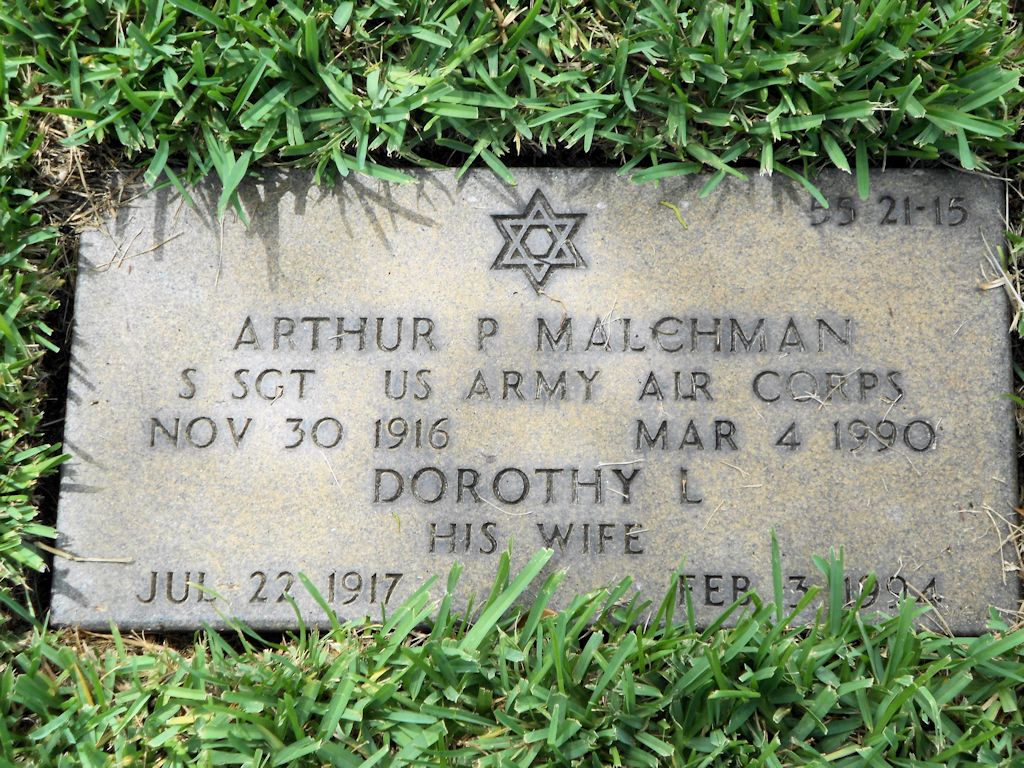 55 21-15
ARTHUR P MALCHMAN
S SGT US ARMY AIR CORPS
NOV 30 1916 MAR 4 1990
DOROTHY L
HIS WIFE
JUL 22 1917 FEB 3 1994